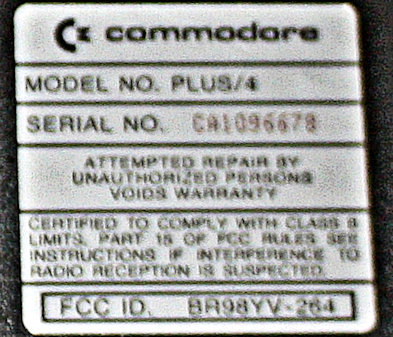 commodore
MODEL NO. PLUS/4
SERIAL NO. CA1096678
ATTEMPTED REPAIR BY
UNAUTHORIZED PERSONS
VOIDS WARRANTY
CERTIFIED TO COMPLY WITH CLASS B
LIMITS, PART 15 OF FCC RULES SEE
INSTRUCTIONS IF INTERFERENCE TO
RADIO RECEPTION IS SUSPECTED.
FCC ID. BR98YV-264